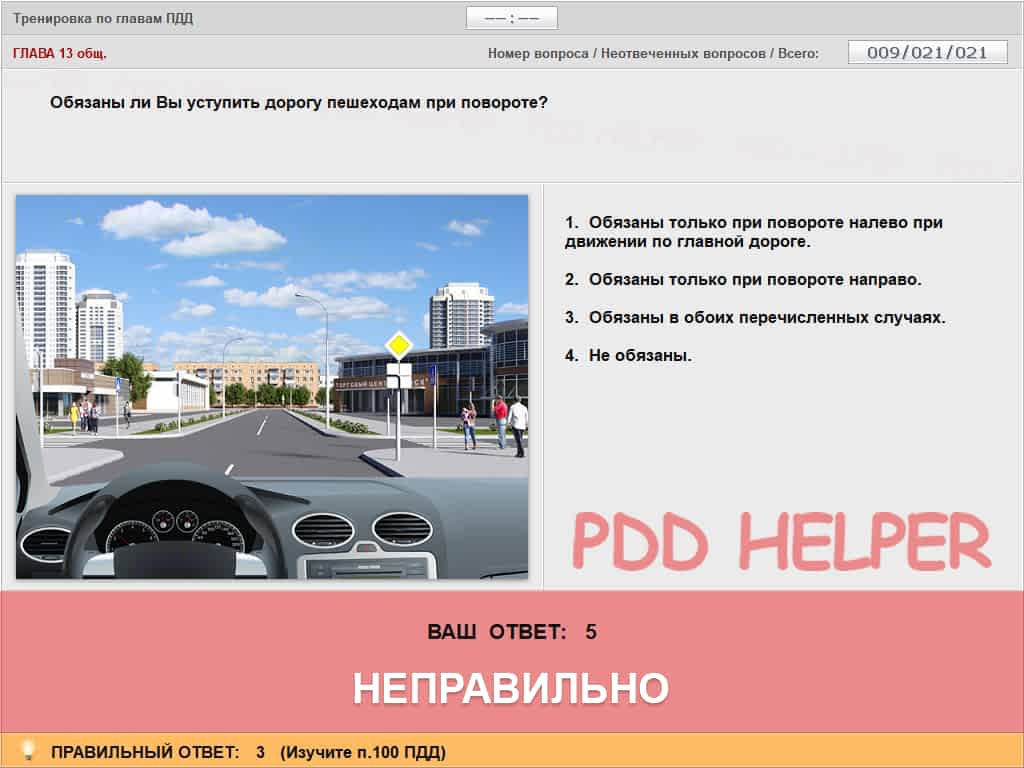 Тренировка по главам ПДД
—— : ——
ГЛАВА 13 общ.
Номер вопроса / Неотвеченных вопросов / Всего:
009/021/021
Обязаны ли Вы уступить дорогу пешеходам при повороте?
1. Обязаны только при повороте налево при
движении по главной дороге.
2. Обязаны только при повороте направо.
3. Обязаны в обоих перечисленных случаях.
4. Не обязаны.
ТОРГОВЫЙ ЦЕНТР
PDD HELPER
ВАШ ОТВЕТ: 5
НЕПРАВИЛЬНО
ПРАВИЛЬНЫЙ ОТВЕТ: 3 (Изучите п.100 ПДД)